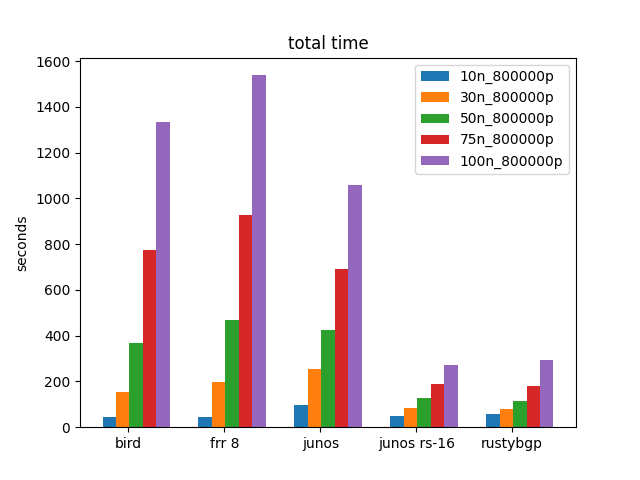 total time
10n_800000p
30n_800000p
50n_800000p
75n_800000p
100n_800000p
seconds
1600
1400
1200
1000
800
600
400
200
0
bird frr 8 junos junos rs-16 rustybgp